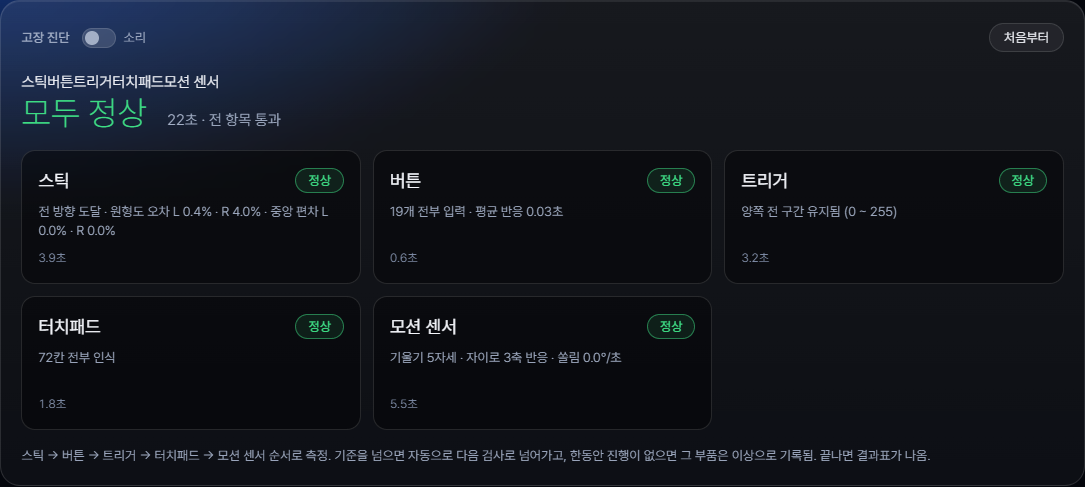 고장 진단 소리 처음부터
스틱버튼트리거터치패드모션 센서
모두 정상 22초 · 전 항목 통과
스틱 정상
전 방향 도달 · 원형도 오차 L 0.4% · R 4.0% · 중앙 편차 L
0.0% · R 0.0%
3.9초
버튼 정상
19개 전부 입력 · 평균 반응 0.03초
0.6초
트리거 정상
양쪽 전 구간 유지됨 (0 ~ 255)
3.2초
터치패드 정상
72칸 전부 인식
1.8초
모션 센서 정상
기울기 5자세 · 자이로 3축 반응 · 쏠림 0.0°/초
5.5초
스틱 → 버튼 → 트리거 → 터치패드 → 모션 센서 순서로 측정. 기준을 넘으면 자동으로 다음 검사로 넘어가고, 한동안 진행이 없으면 그 부품은 이상으로 기록됨. 끝나면 결과표가 나옴.